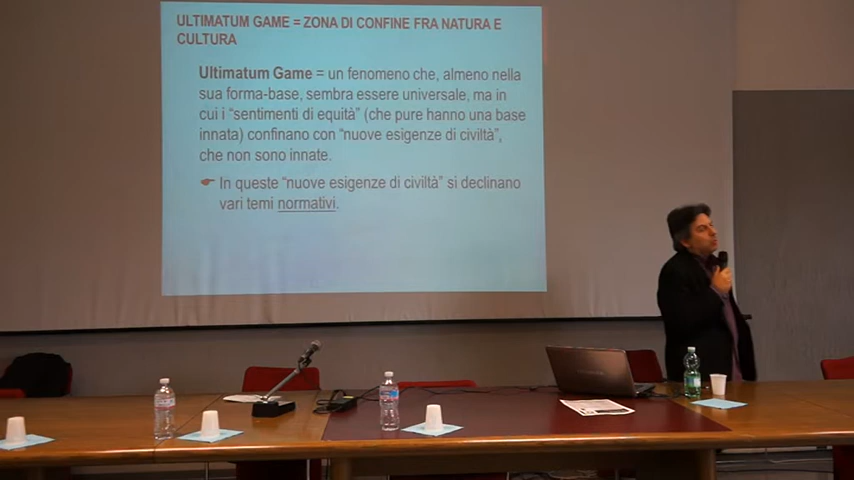 ULTIMATUM GAME = ZONA DI CONFINE FRA NATURA E
CULTURA
Ultimatum Game = un fenomeno che, almeno nella
sua forma-base, sembra essere universale, ma in
cui i “sentimenti di equità” (che pure hanno una base
innata) confinano con “nuove esigenze di civiltà”,
che non sono innate.
☛ In queste “nuove esigenze di civiltà” si declinano
vari temi normativi.